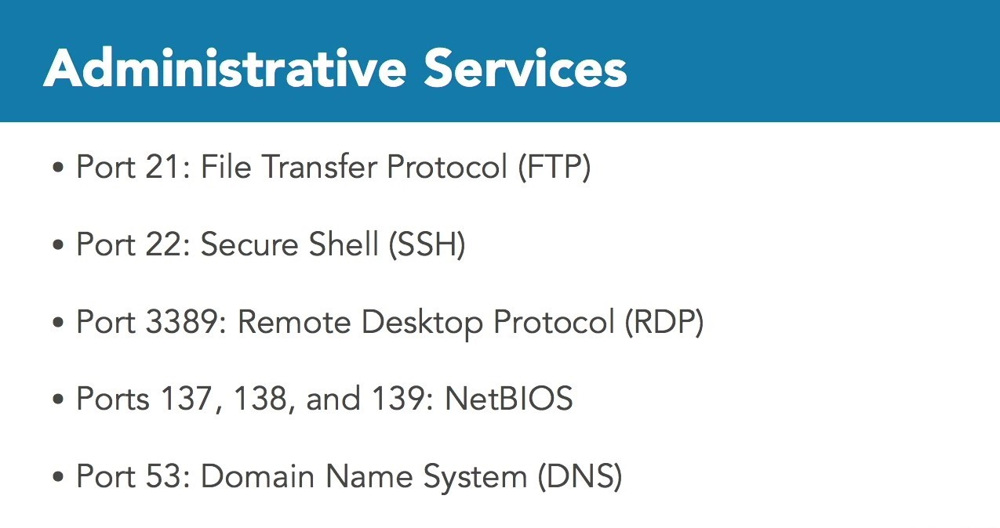 Administrative Services
• Port 21: File Transfer Protocol (FTP)
• Port 22: Secure Shell (SSH)
• Port 3389: Remote Desktop Protocol (RDP)
• Ports 137, 138, and 139: NetBIOS
• Port 53: Domain Name System (DNS)